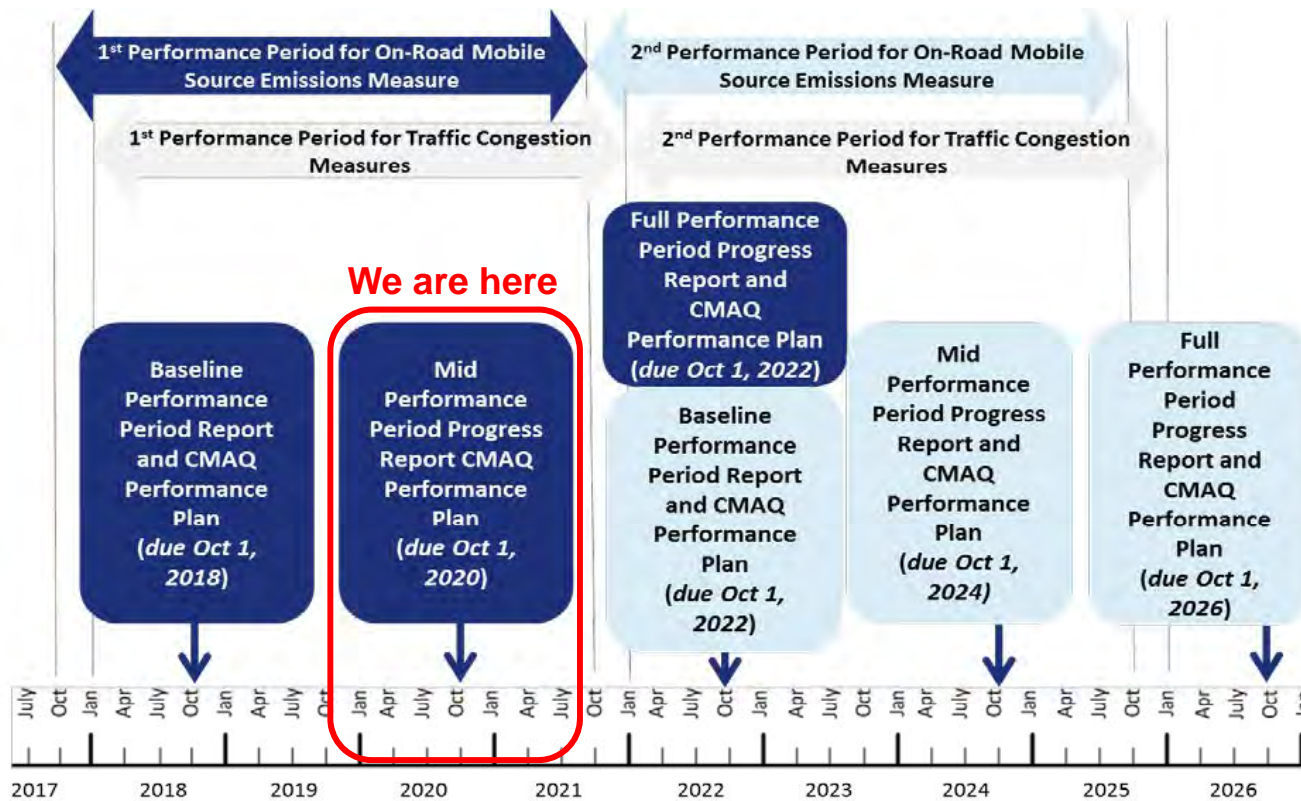 1st Performance Period for On-Road Mobile
Source Emissions Measure
2nd Performance Period for On-Road Mobile
Source Emissions Measure
1st Performance Period for Traffic Congestion
Measures
2nd Performance Period for Traffic Congestion
Measures
We are here
Baseline
Performance
Period Report
and CMAQ
Performance
Plan
(due Oct 1,
2018)
Mid
Performance
Period Progress
Report CMAQ
Performance
Plan
(due Oct 1,
2020)
Full Performance
Period Progress
Report and
CMAQ
Performance Plan
(due Oct 1, 2022)
Baseline
Performance
Period Report
and CMAQ
Performance
Plan
(due Oct 1,
2022)
Mid
Performance
Period Progress
Report and
CMAQ
Performance
Plan
(due Oct 1,
2024)
Full
Performance
Period
Progress
Report and
CMAQ
Performance
Plan
(due Oct 1,
2026)
July Oct Jan Apr July Oct Jan Apr July Oct Jan Apr July Oct Jan Apr July Oct Jan Apr July Oct Jan Apr July Oct Jan Apr July Oct Jan Apr July Oct Jan Apr July Oct
2017 2018 2019 2020 2021 2022 2023 2024 2025 2026